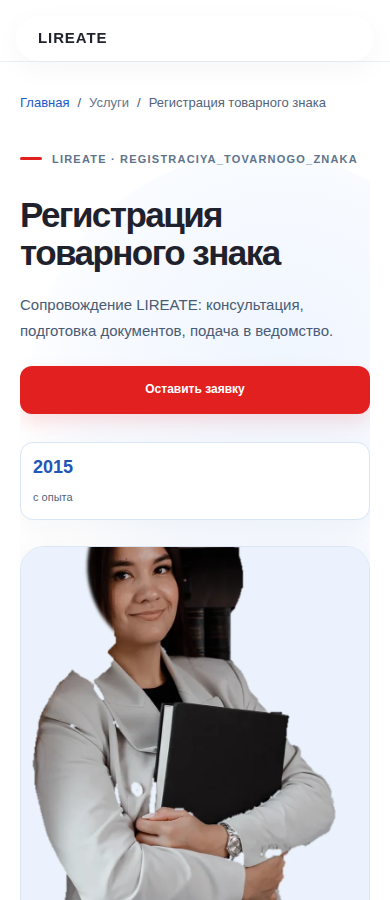 LIREATE
Главная / Услуги / Регистрация товарного знака
LIREATE · REGISTRACIYA_TOVARNOGO_ZNAKA
Регистрация
товарного знака
Сопровождение LIREATE: консультация,
подготовка документов, подача в ведомство.
Оставить заявку
2015
с опыта